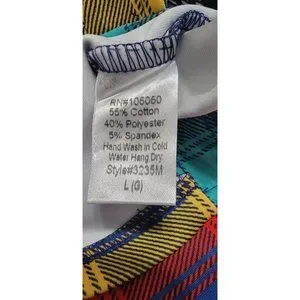 RN#105050
55% Cotton
40% Polyester
5% Spandex
Hand Wash in Cold
Water Hang Dry
Style#3235M
L (G)